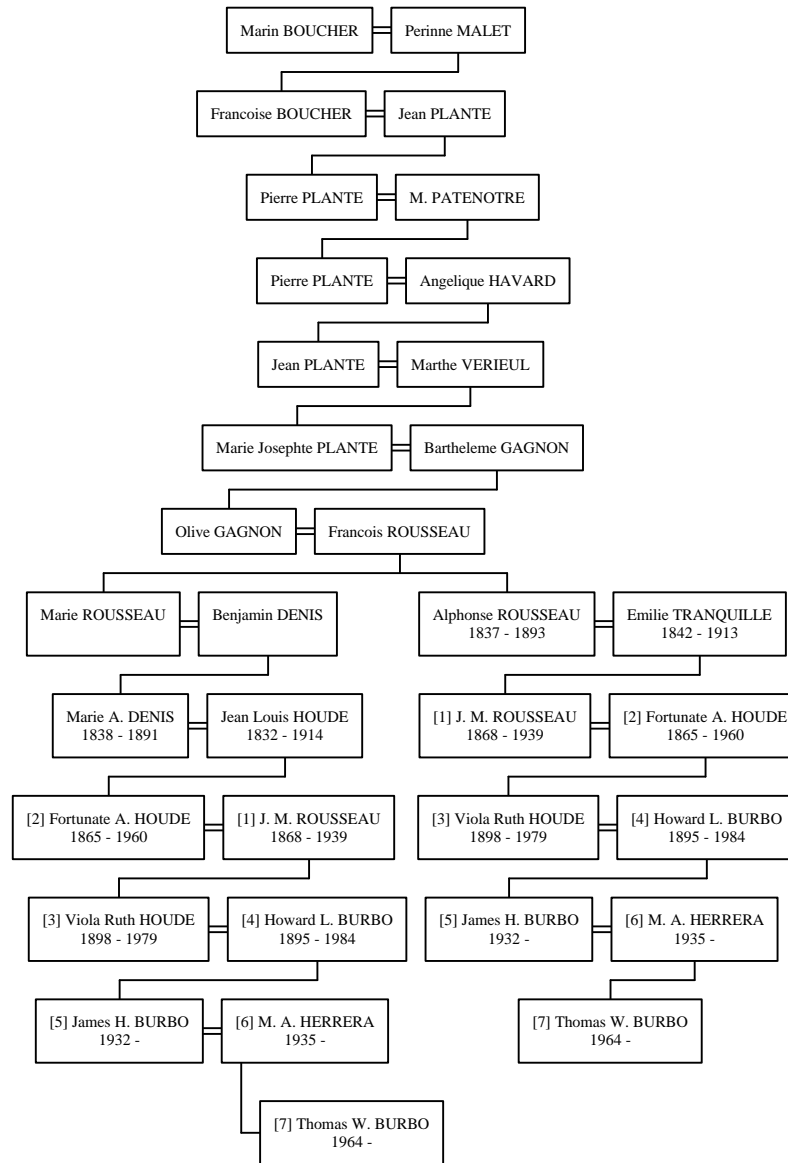 Marin BOUCHER
Perinne MALET
Francoise BOUCHER
Jean PLANTE
Pierre PLANTE
M. PATENOTRE
Pierre PLANTE
Angelique HAVARD
Jean PLANTE
Marthe VERIEUL
Marie Josephte PLANTE
Bartheleme GAGNON
Olive GAGNON
Francois ROUSSEAU
Marie ROUSSEAU
Benjamin DENIS
Alphonse ROUSSEAU
1837 - 1893
Emilie TRANQUILLE
1842 - 1913
Marie A. DENIS
1838 - 1891
Jean Louis HOUDE
1832 - 1914
[1] J. M. ROUSSEAU
1868 - 1939
[2] Fortunate A. HOUDE
1865 - 1960
[2] Fortunate A. HOUDE
1865 - 1960
[1] J. M. ROUSSEAU
1868 - 1939
[3] Viola Ruth HOUDE
1898 - 1979
[4] Howard L. BURBO
1895 - 1984
[3] Viola Ruth HOUDE
1898 - 1979
[4] Howard L. BURBO
1895 - 1984
[5] James H. BURBO
1932 -
[6] M. A. HERRERA
1935 -
[5] James H. BURBO
1932 -
[6] M. A. HERRERA
1935 -
[7] Thomas W. BURBO
1964 -
[7] Thomas W. BURBO
1964 -